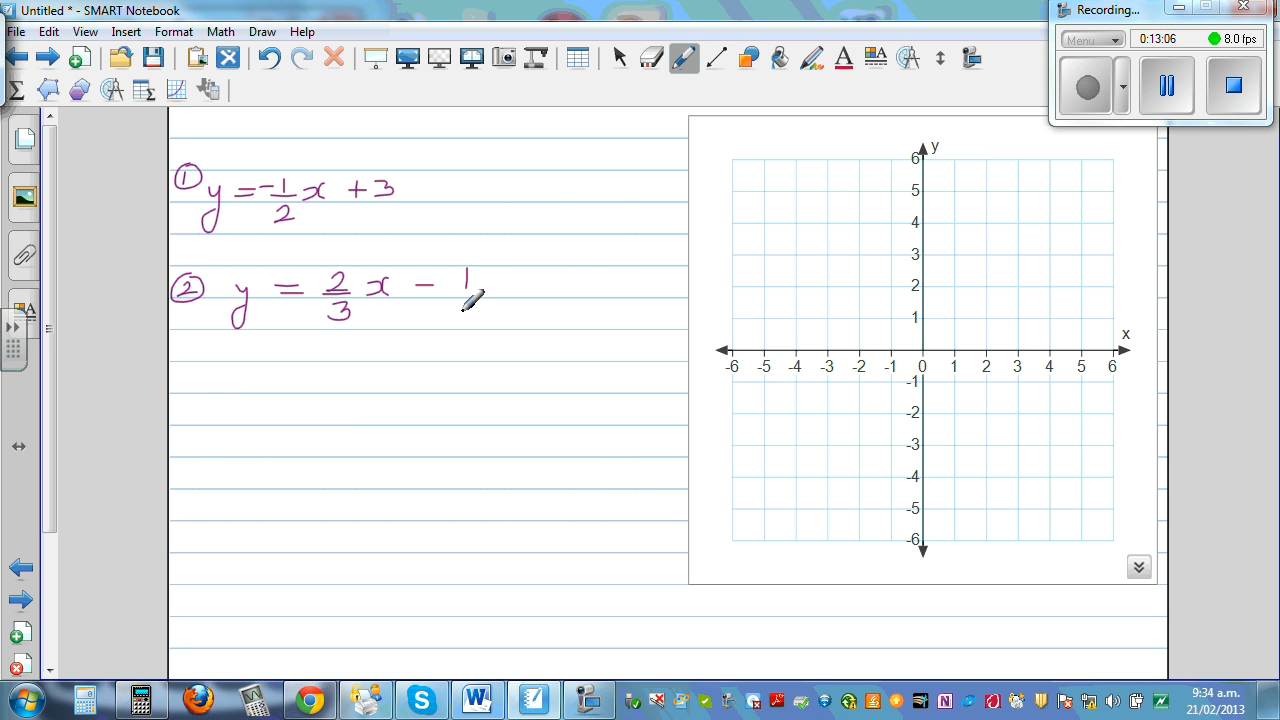 Untitled * - SMART Notebook
Recording...
File Edit View Insert Format Math Draw Help
Menu 0:13:06 8.0 fps
① y = -1/2 x + 3
② y = 2/3 x - 1
y
6
5
4
3
2
1
x
-6 -5 -4 -3 -2 -1 0 1 2 3 4 5 6
-1
-2
-3
-4
-5
-6
9:34 a.m.
21/02/2013